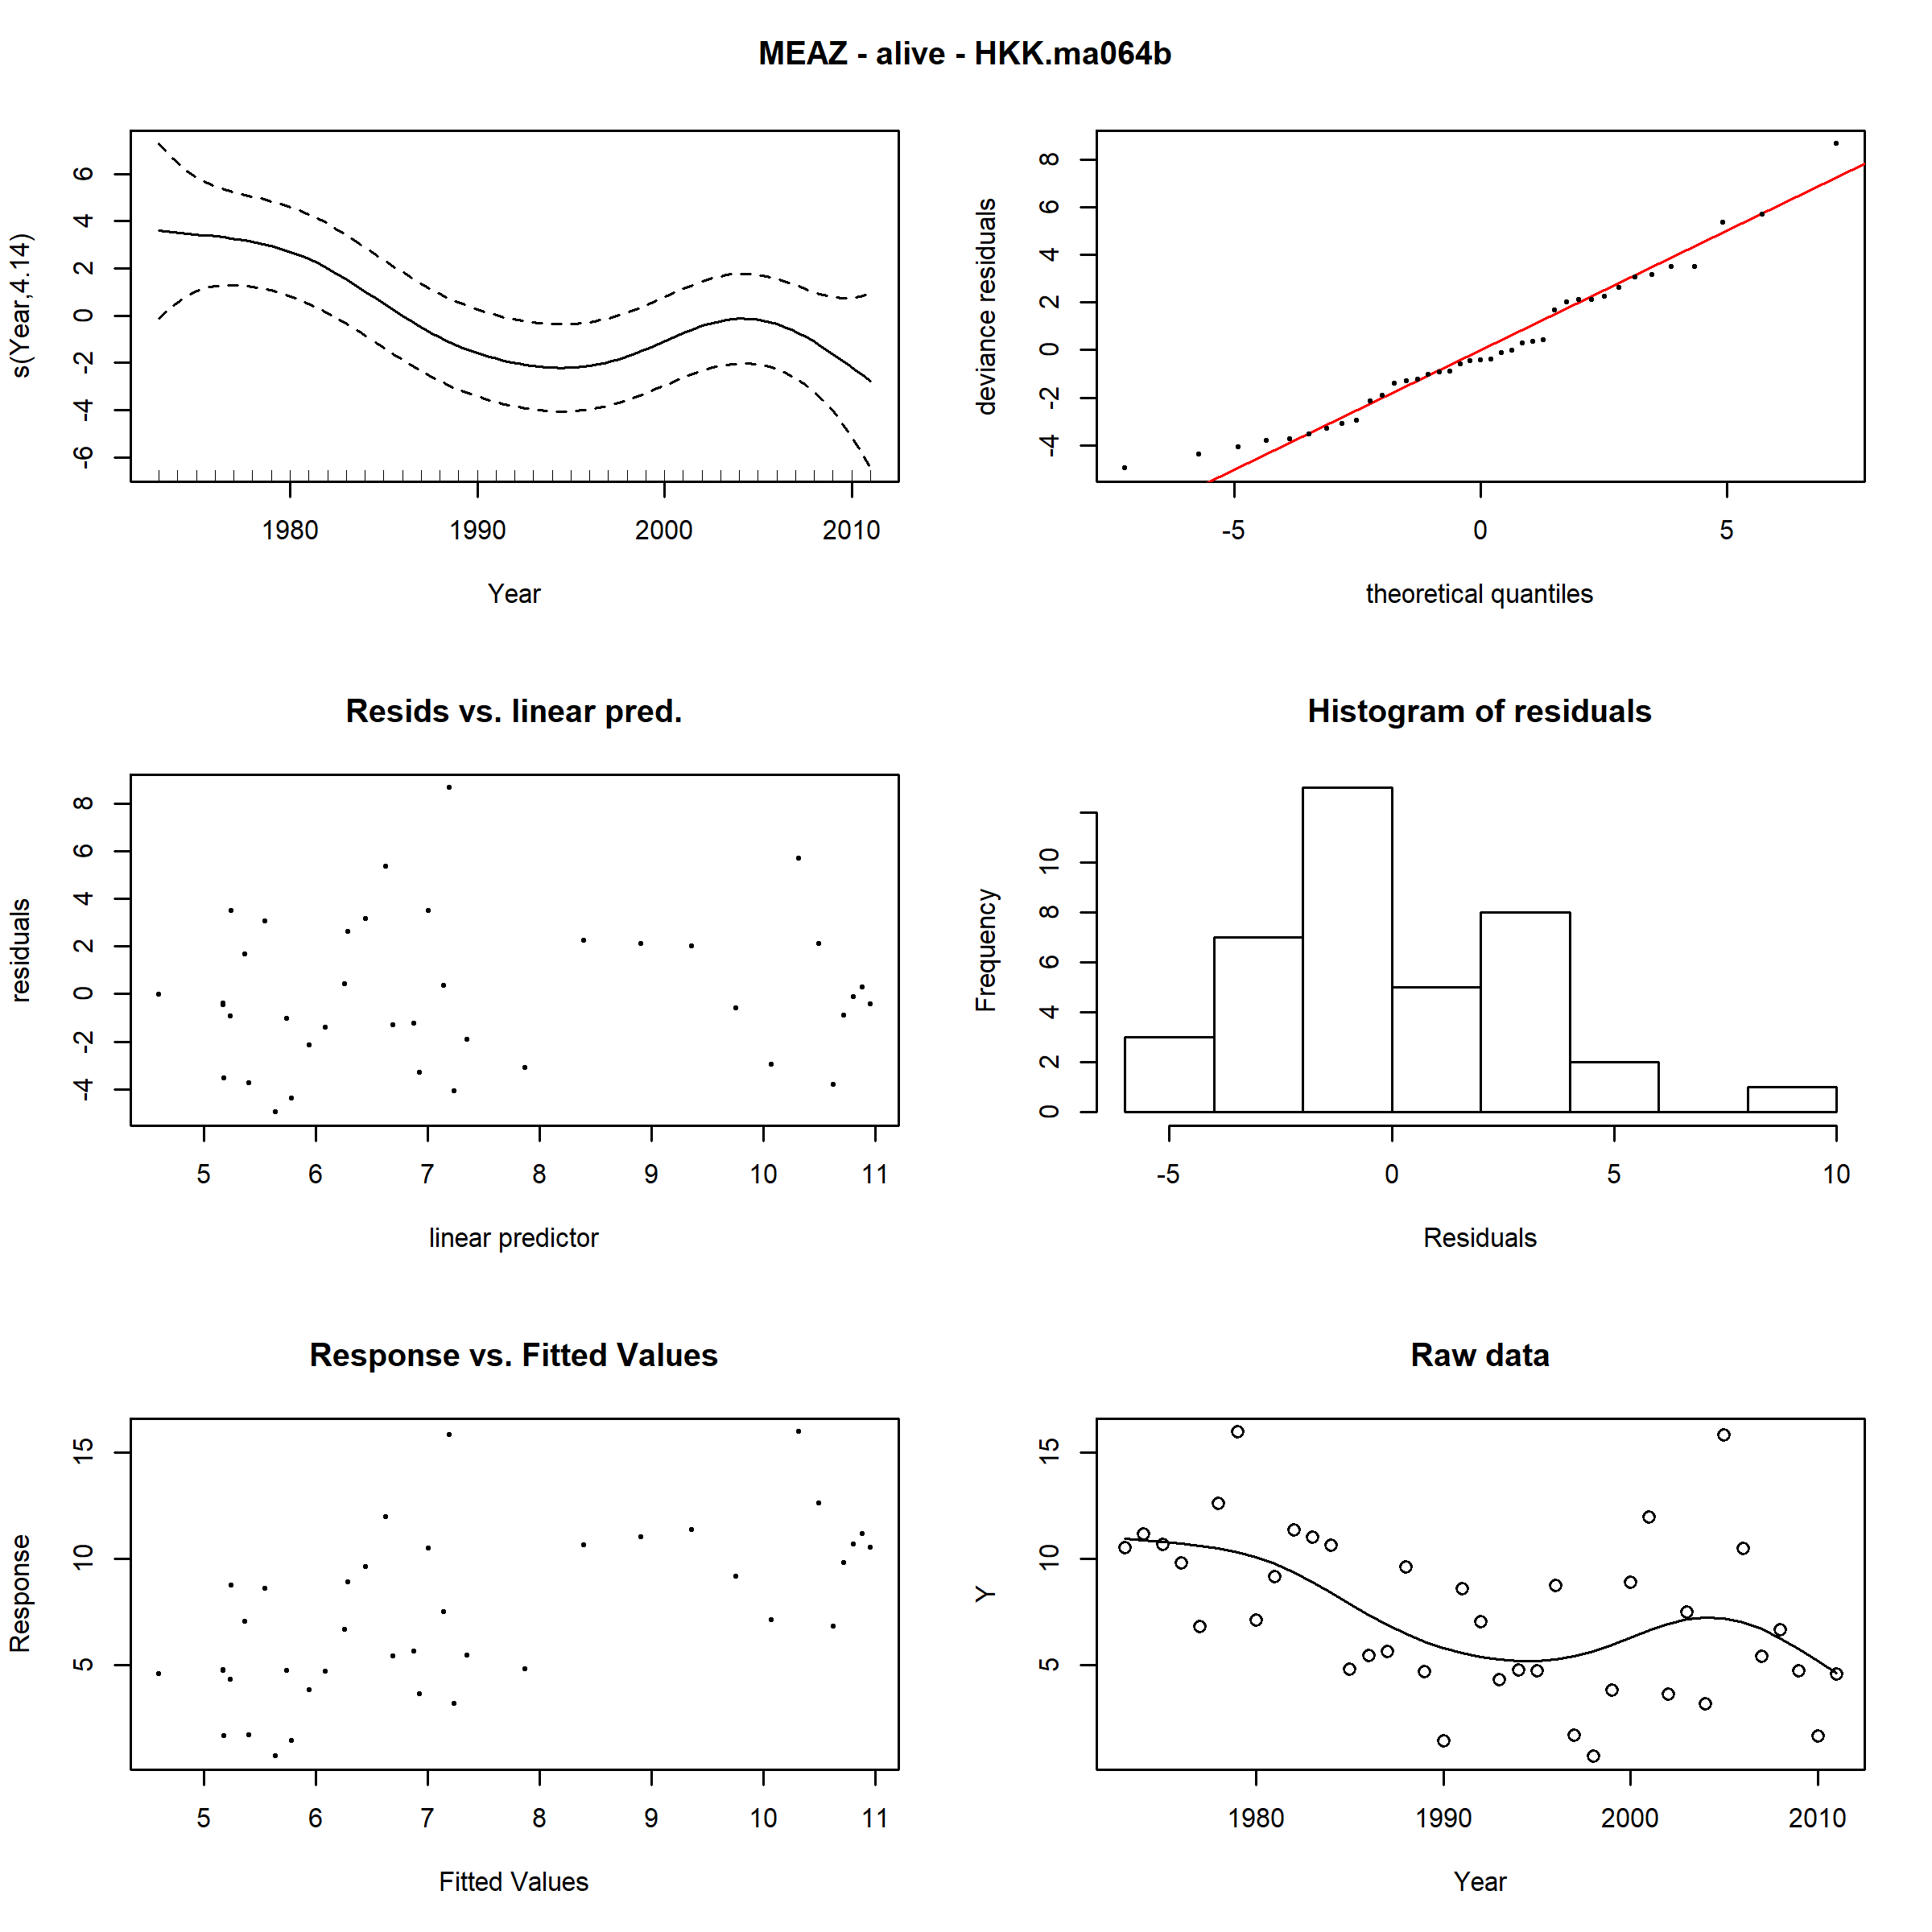 MEAZ - alive - HKK.ma064b
s(Year,4.14)
6
4
2
0
-2
-4
-6
1980 1990 2000 2010
Year
deviance residuals
8
6
4
2
0
-2
-4
-5 0 5
theoretical quantiles
Resids vs. linear pred.
residuals
8
6
4
2
0
-2
-4
5 6 7 8 9 10 11
linear predictor
Histogram of residuals
Frequency
10
8
6
4
2
0
-5 0 5 10
Residuals
Response vs. Fitted Values
Response
15
10
5
5 6 7 8 9 10 11
Fitted Values
Raw data
Y
15
10
5
1980 1990 2000 2010
Year